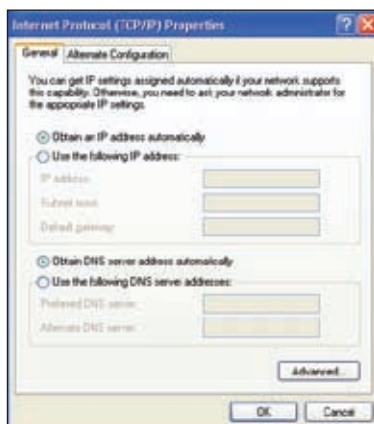 Internet Protocol (TCP/IP) Properties
General
Alternate Configuration
You can get IP settings assigned automatically if your network supports
this capability. Otherwise, you need to ask your network administrator for
the appropriate IP settings.
Obtain an IP address automatically
Use the following IP address:
IP address:
Subnet mask:
Default gateway:
Obtain DNS server address automatically
Use the following DNS server addresses:
Preferred DNS server:
Alternate DNS server:
Advanced...
OK
Cancel